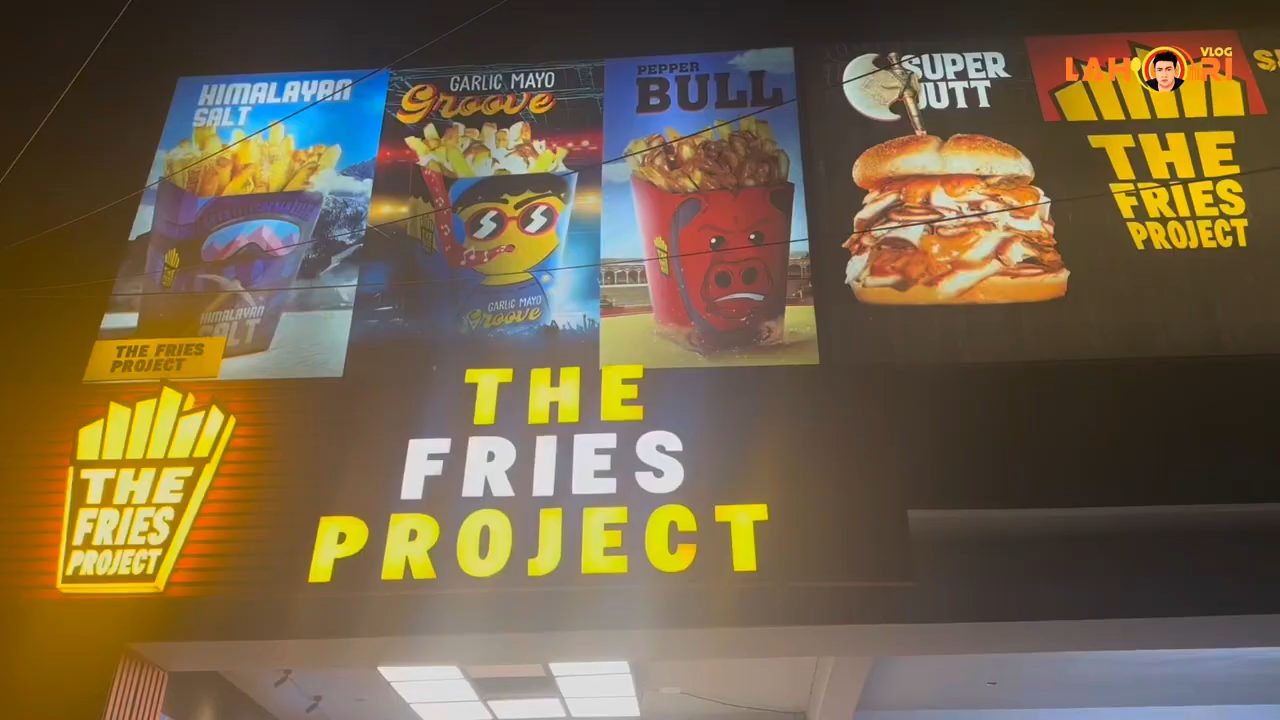 HIMALAYAN
SALT
HIMALAYAN
SALT
THE FRIES
PROJECT
GARLIC MAYO
Groove
GARLIC MAYO
Groove
PEPPER
BULL
SUPER
JUTT
VLOG
LAHORI
THE
FRIES
PROJECT
THE
FRIES
PROJECT
THE
FRIES
PROJECT